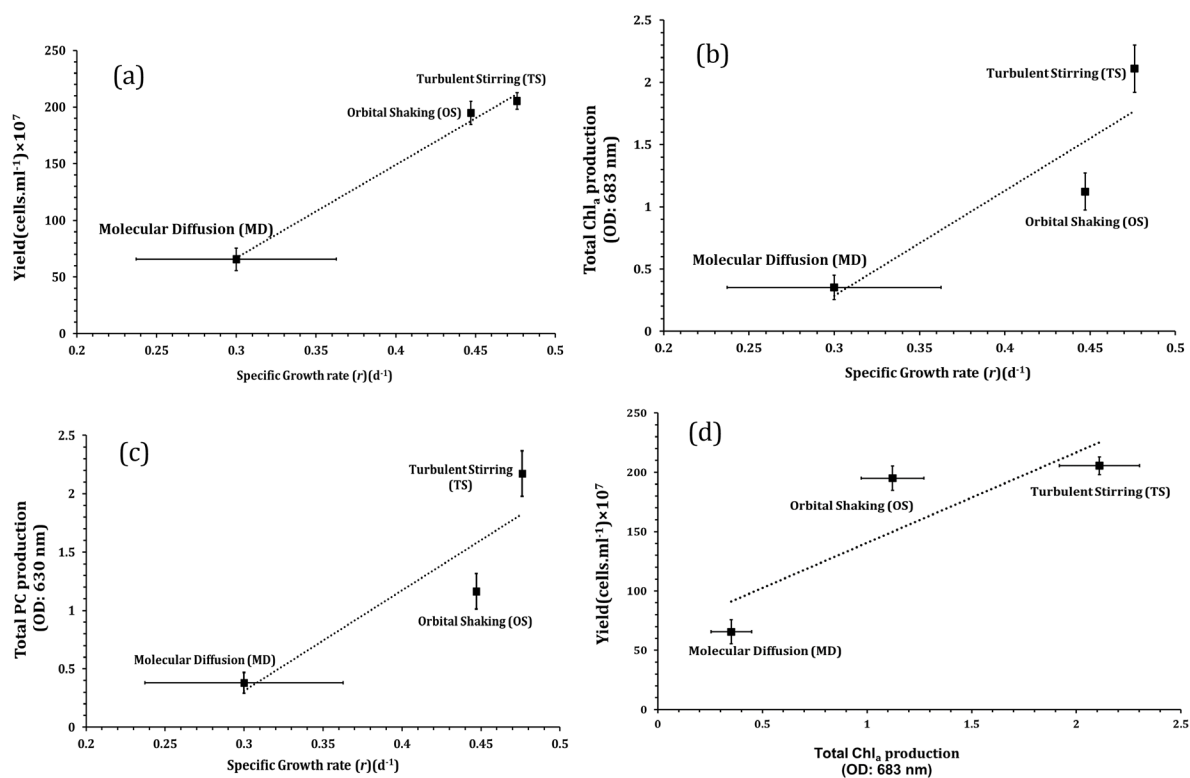 (a)
Yield(cells.ml⁻¹)×10⁷
250
200
150
100
50
0
Turbulent Stirring (TS)
Orbital Shaking (OS)
Molecular Diffusion (MD)
0.2 0.25 0.3 0.35 0.4 0.45 0.5
Specific Growth rate (r)(d⁻¹)
(b)
Total Chlₐ production
(OD: 683 nm)
2.5
2
1.5
1
0.5
0
Turbulent Stirring (TS)
Orbital Shaking (OS)
Molecular Diffusion (MD)
0.2 0.25 0.3 0.35 0.4 0.45 0.5
Specific Growth rate (r)(d⁻¹)
(c)
Total PC production
(OD: 630 nm)
2.5
2
1.5
1
0.5
0
Turbulent Stirring
(TS)
Orbital Shaking (OS)
Molecular Diffusion (MD)
0.2 0.25 0.3 0.35 0.4 0.45 0.5
Specific Growth rate (r)(d⁻¹)
(d)
Yield(cells.ml⁻¹)×10⁷
250
200
150
100
50
0
Orbital Shaking (OS)
Turbulent Stirring (TS)
Molecular Diffusion (MD)
0 0.5 1 1.5 2 2.5
Total Chlₐ production
(OD: 683 nm)